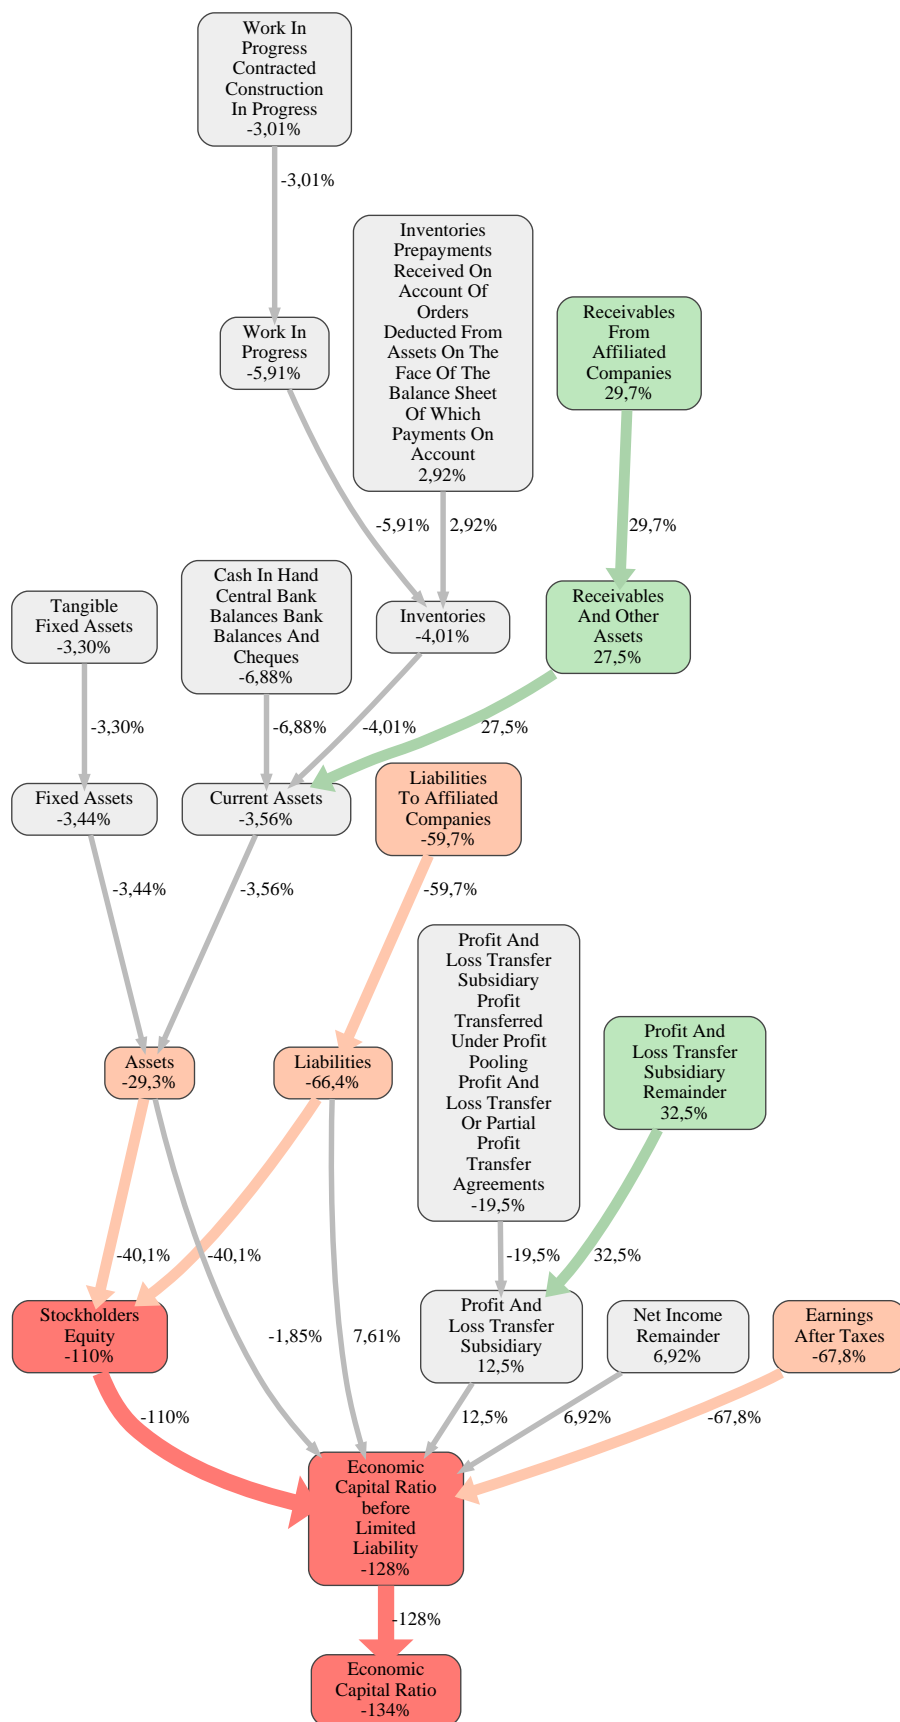 Work In
Progress
Contracted
Construction
In Progress
-3,01%
-3,01%
Inventories
Prepayments
Received On
Account Of
Orders
Deducted From
Assets On The
Face Of The
Balance Sheet
Of Which
Payments On
Account
2,92%
Receivables
From
Affiliated
Companies
29,7%
Work In
Progress
-5,91%
-5,91%
2,92%
29,7%
Tangible
Fixed Assets
-3,30%
Cash In Hand
Central Bank
Balances Bank
Balances And
Cheques
-6,88%
Inventories
-4,01%
Receivables
And Other
Assets
27,5%
-3,30%
-6,88%
-4,01%
27,5%
Fixed Assets
-3,44%
Current Assets
-3,56%
Liabilities
To Affiliated
Companies
-59,7%
-3,44%
-3,56%
-59,7%
Profit And
Loss Transfer
Subsidiary
Profit
Transferred
Under Profit
Pooling
Profit And
Loss Transfer
Or Partial
Profit
Transfer
Agreements
-19,5%
Assets
-29,3%
Liabilities
-66,4%
Profit And
Loss Transfer
Subsidiary
Remainder
32,5%
-40,1%
-40,1%
-19,5%
32,5%
Stockholders
Equity
-110%
-1,85%
7,61%
Profit And
Loss Transfer
Subsidiary
12,5%
Net Income
Remainder
6,92%
Earnings
After Taxes
-67,8%
-110%
12,5%
6,92%
-67,8%
Economic
Capital Ratio
before
Limited
Liability
-128%
-128%
Economic
Capital Ratio
-134%